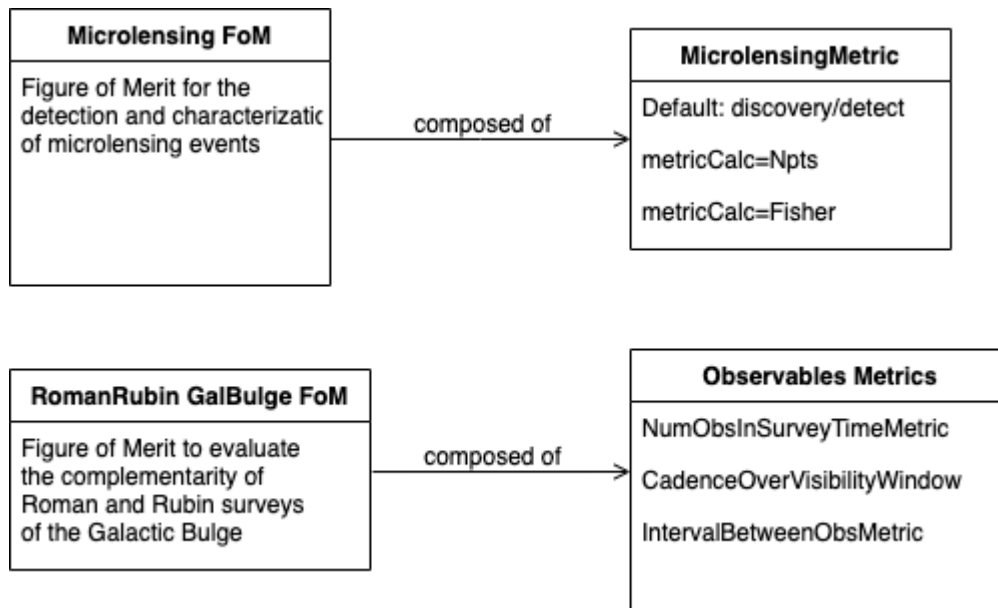 Microlensing FoM
Figure of Merit for the
detection and characterizatic
of microlensing events
composed of
MicrolensingMetric
Default: discovery/detect
metricCalc=Npts
metricCalc=Fisher
RomanRubin GalBulge FoM
Figure of Merit to evaluate
the complementarity of
Roman and Rubin surveys
of the Galactic Bulge
composed of
Observables Metrics
NumObsInSurveyTimeMetric
CadenceOverVisibilityWindow
IntervalBetweenObsMetric